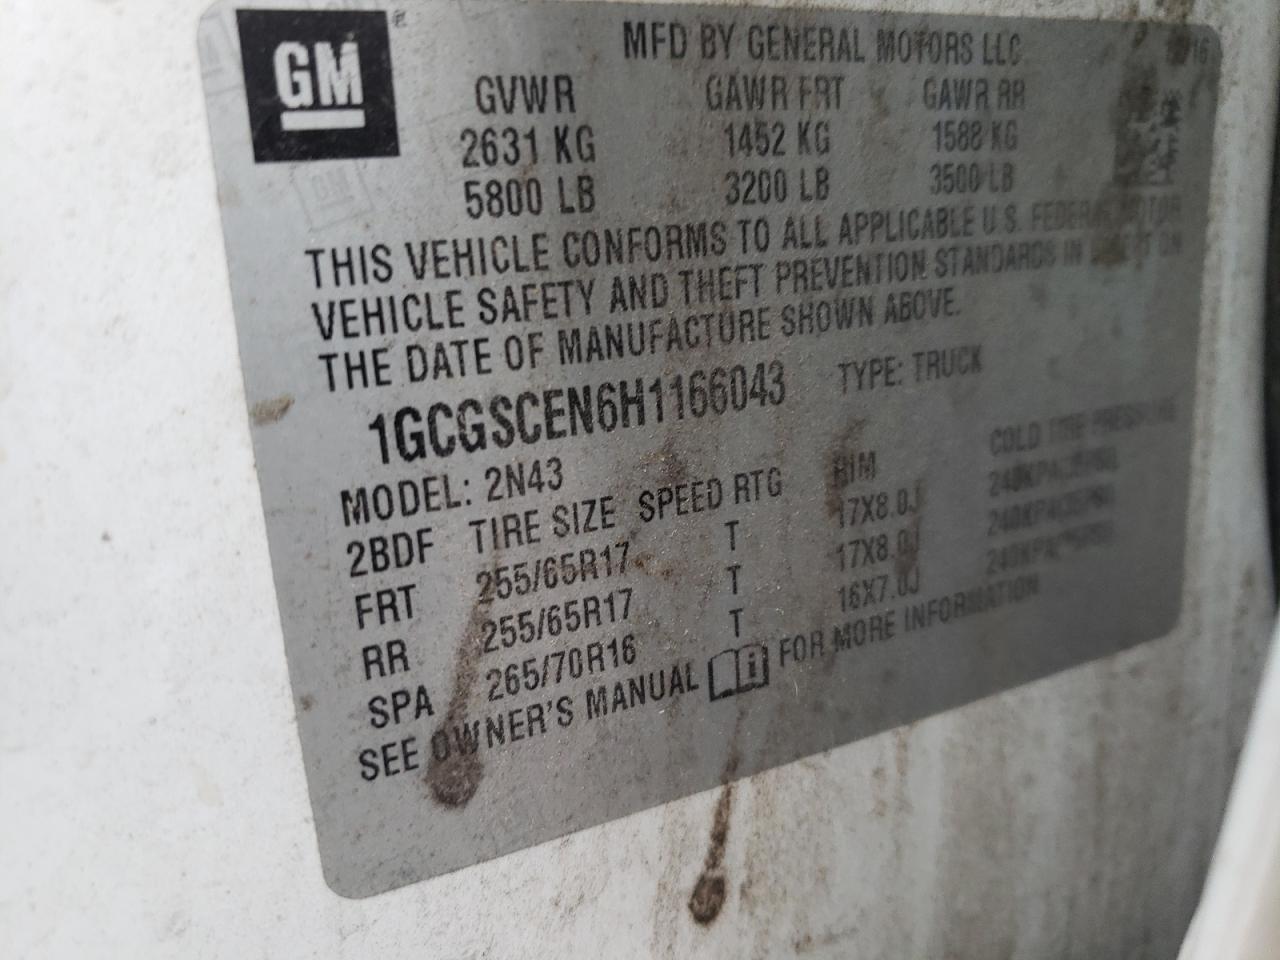 GM
®
MFD BY GENERAL MOTORS LLC
GVWR GAWR FRT GAWR RR
2631 KG 1452 KG 1588 KG
5800 LB 3200 LB 3500 LB
THIS VEHICLE CONFORMS TO ALL APPLICABLE U.S. FEDERAL MOTOR
VEHICLE SAFETY AND THEFT PREVENTION STANDARDS IN EFFECT ON
THE DATE OF MANUFACTURE SHOWN ABOVE.
1GCGSCEN6H1166043 TYPE: TRUCK
MODEL: 2N43
2BDF TIRE SIZE SPEED RTG RIM COLD TIRE PRESSURE
FRT 255/65R17 T 17X8.0J
RR 255/65R17 T 17X8.0J
SPA 265/70R16 T 16X7.0J
SEE OWNER'S MANUAL FOR MORE INFORMATION